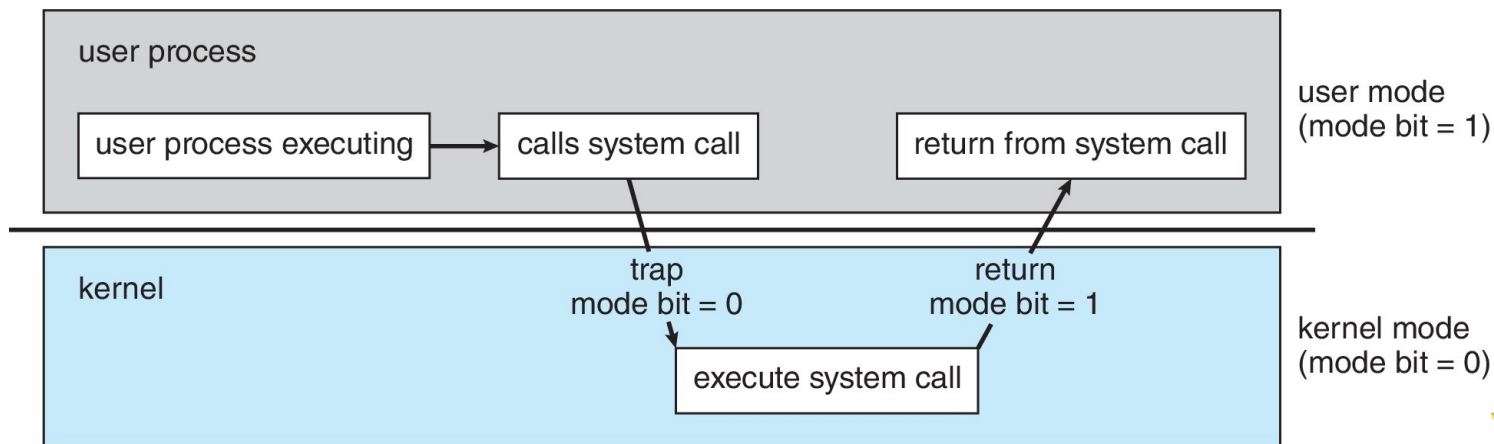 user process
user process executing
calls system call
return from system call
user mode
(mode bit = 1)
kernel
trap
mode bit = 0
return
mode bit = 1
execute system call
kernel mode
(mode bit = 0)